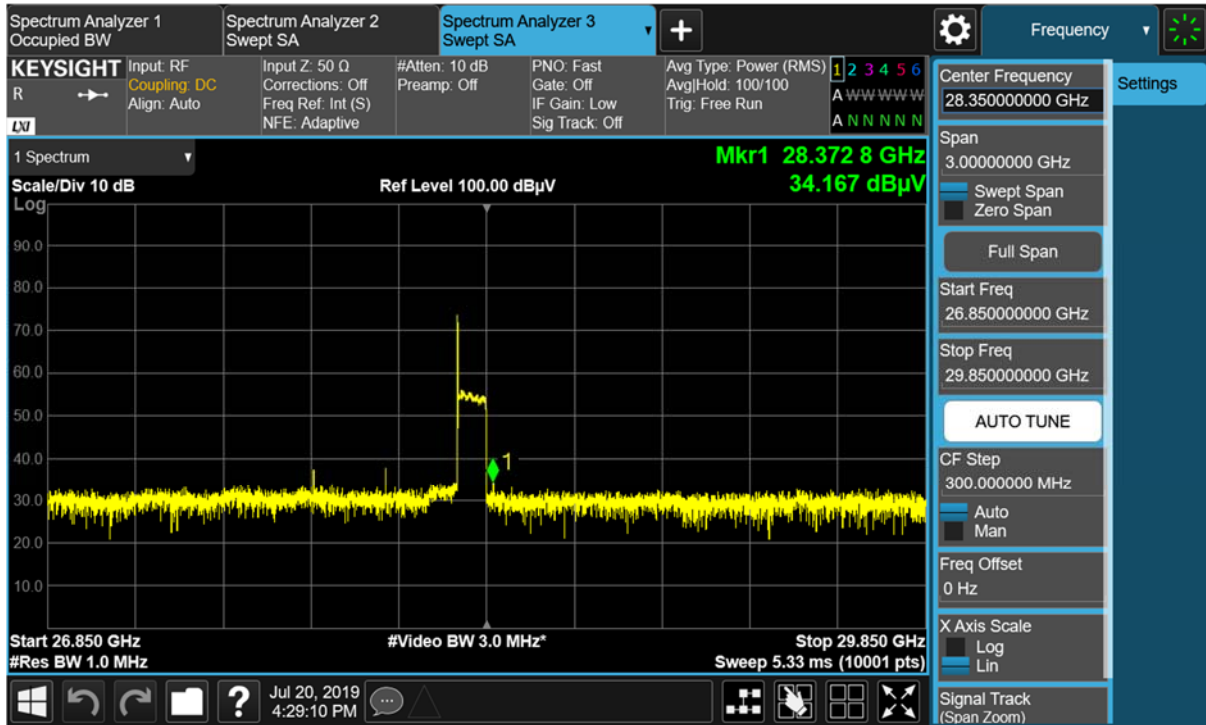 Spectrum Analyzer 1
Occupied BW
Spectrum Analyzer 2
Swept SA
Spectrum Analyzer 3
Swept SA
Frequency
KEYSIGHT
R
LXI
Input: RF
Coupling: DC
Align: Auto
Input Z: 50 Ω
Corrections: Off
Freq Ref: Int (S)
NFE: Adaptive
#Atten: 10 dB
Preamp: Off
PNO: Fast
Gate: Off
IF Gain: Low
Sig Track: Off
Avg Type: Power (RMS)
Avg|Hold: 100/100
Trig: Free Run
1 2 3 4 5 6
A W W W W W
A N N N N N
1 Spectrum
Scale/Div 10 dB
Ref Level 100.00 dBµV
Mkr1 28.372 8 GHz
34.167 dBµV
Log
90.0
80.0
70.0
60.0
50.0
40.0
30.0
20.0
10.0
1
Start 26.850 GHz
#Res BW 1.0 MHz
#Video BW 3.0 MHz*
Stop 29.850 GHz
Sweep 5.33 ms (10001 pts)
Center Frequency
28.350000000 GHz
Settings
Span
3.00000000 GHz
Swept Span
Zero Span
Full Span
Start Freq
26.850000000 GHz
Stop Freq
29.850000000 GHz
AUTO TUNE
CF Step
300.000000 MHz
Auto
Man
Freq Offset
0 Hz
X Axis Scale
Log
Lin
Signal Track
(Span Zoom)
?
Jul 20, 2019
4:29:10 PM